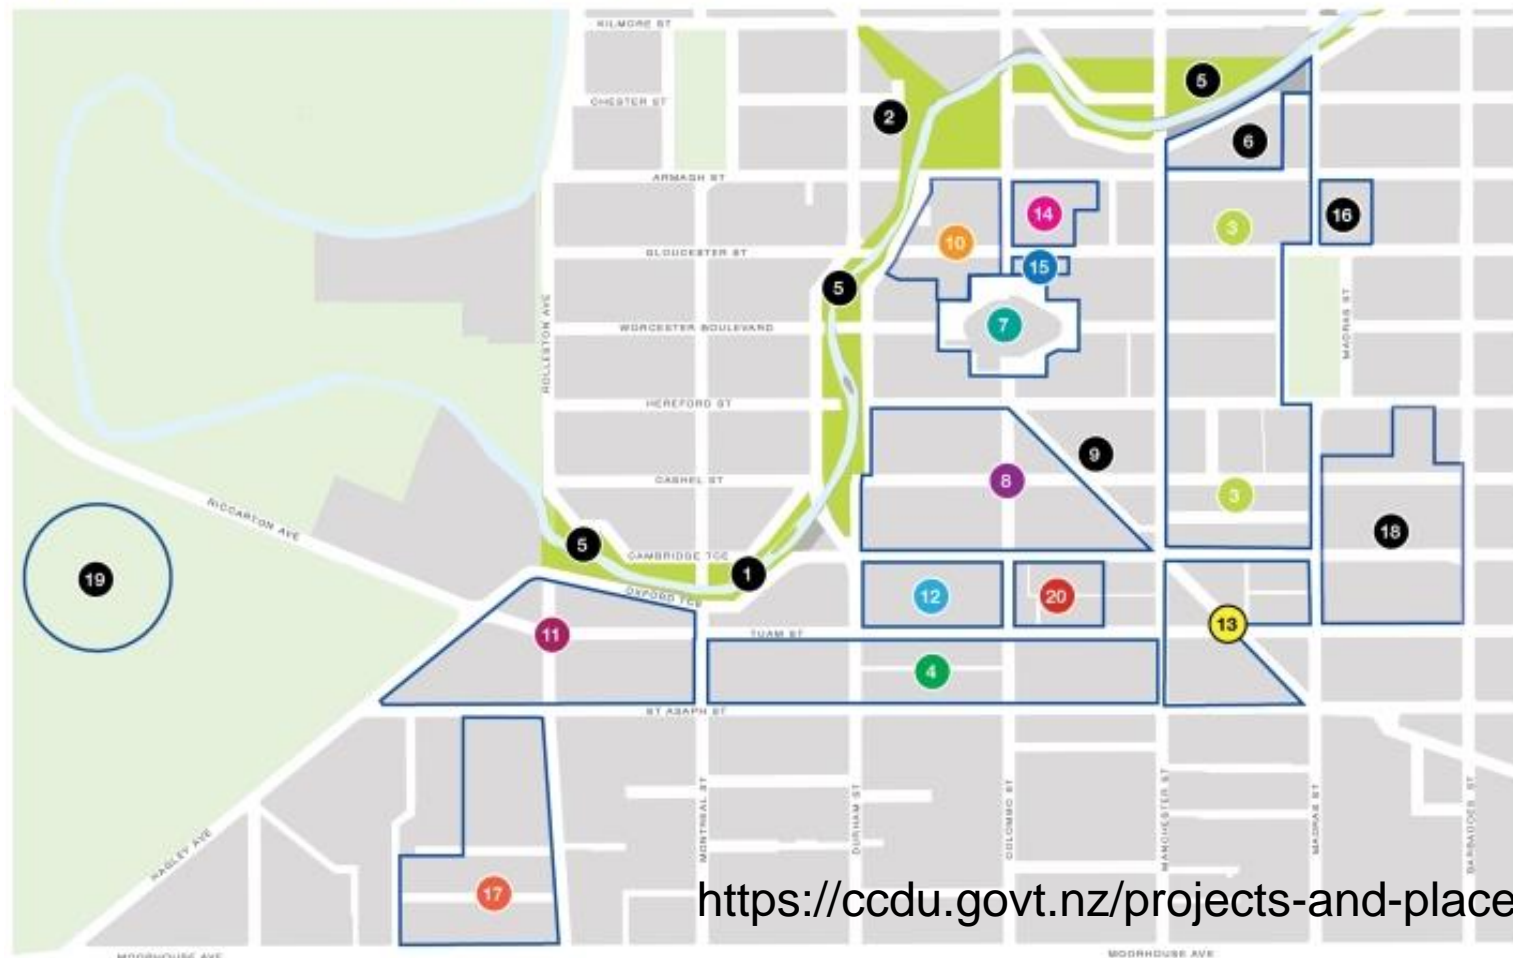 KILMORE ST
5
CHESTER ST
2
6
ARMAGH ST
14
16
3
10
GLOUCESTER ST
15
5
ROLLESTON AVE
MADRAS ST
7
WORCESTER BOULEVARD
HEREFORD ST
9
CASHEL ST
8
3
RICCARTON AVE
18
5
CAMBRIDGE TCE
1
19
OXFORD TCE
12
20
13
11
TUAM ST
4
ST ASAPH ST
MONTREAL ST
DURHAM ST
COLOMBO ST
MANCHESTER ST
MADRAS ST
BARBADOES ST
HAGLEY AVE
17
https://ccdu.govt.nz/projects-and-place
MOORHOUSE AVE
MOORHOUSE AVE